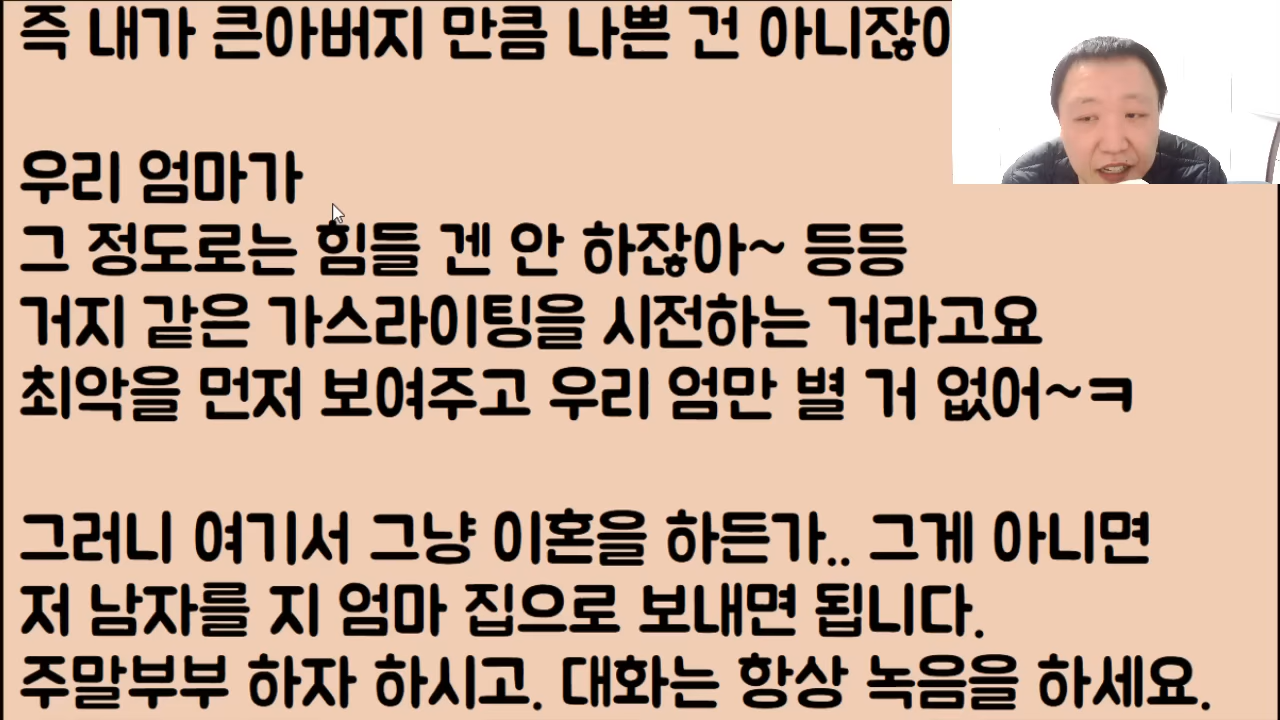 즉 내가 큰아버지 만큼 나쁜 건 아니잖
우리 엄마가
그 정도로는 힘들 겐 안 하잖아~ 등등
거지 같은 가스라이팅을 시전하는 거라고요
최악을 먼저 보여주고 우리 엄만 별 거 없어~ㅋ
그러니 여기서 그냥 이혼을 하든가.. 그게 아니면
저 남자를 지 엄마 집으로 보내면 됩니다.
주말부부 하자 하시고. 대화는 항상 녹음을 하세요.